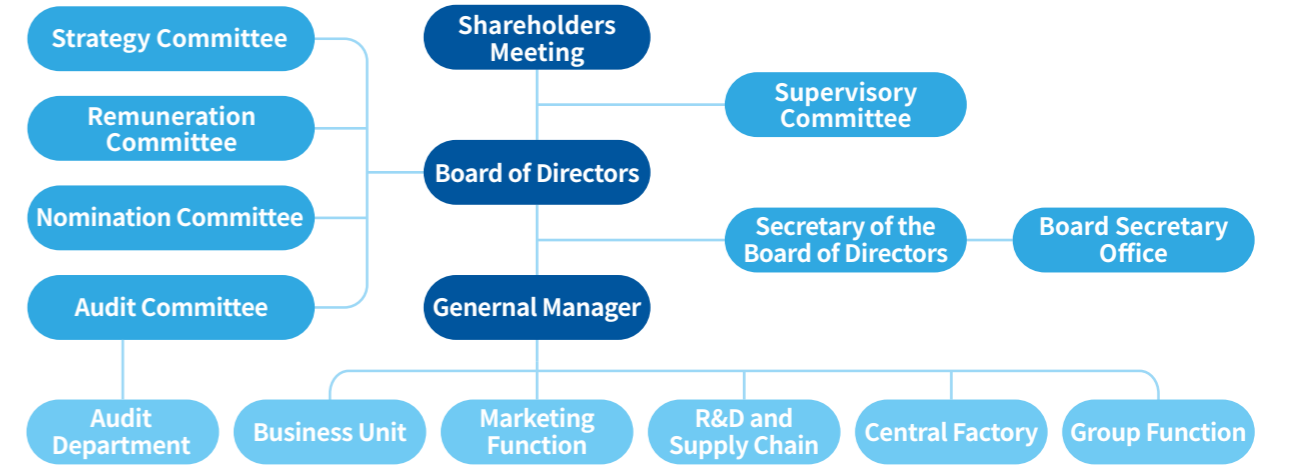 Strategy Committee
Shareholders
Meeting
Remuneration
Committee
Supervisory
Committee
Board of Directors
Nomination Committee
Secretary of the
Board of Directors
Board Secretary
Office
Audit Committee
Genernal Manager
Audit
Department
Business Unit
Marketing
Function
R&D and
Supply Chain
Central Factory
Group Function